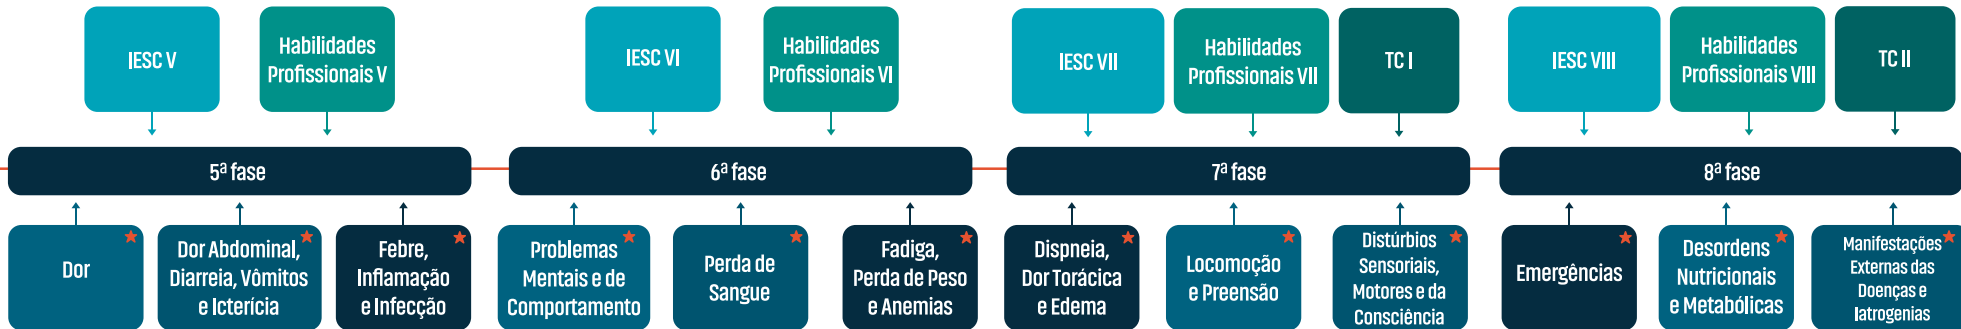 IESC V
Habilidades
Profissionais V
IESC VI
Habilidades
Profissionais VI
IESC VII
Habilidades
Profissionais VII
TC I
IESC VIII
Habilidades
Profissionais VIII
TC II
5ª fase
6ª fase
7ª fase
8ª fase
Dor
Dor Abdominal,
Diarreia, Vômitos
e Icterícia
Febre,
Inflamação
e Infecção
Problemas
Mentais e de
Comportamento
Perda de
Sangue
Fadiga,
Perda de Peso
e Anemias
Dispneia,
Dor Torácica
e Edema
Locomoção
e Preensão
Distúrbios
Sensoriais,
Motores e da
Consciência
Emergências
Desordens
Nutricionais
e Metabólicas
Manifestações
Externas das
Doenças e
Iatrogenias